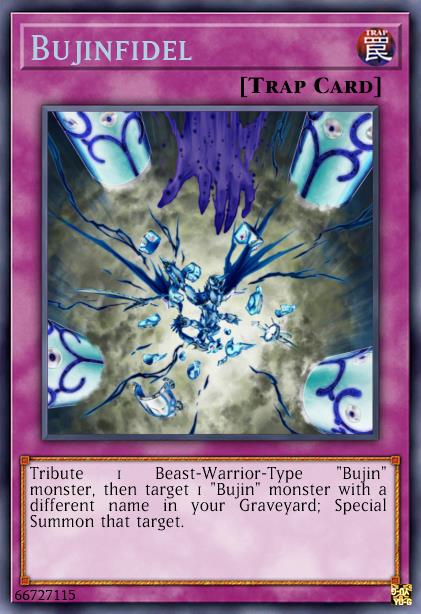 Bujinfidel
TRAP
罠
[Trap Card]
Tribute 1 Beast-Warrior-Type "Bujin"
monster, then target 1 "Bujin" monster with a
different name in your Graveyard; Special
Summon that target.
66727115